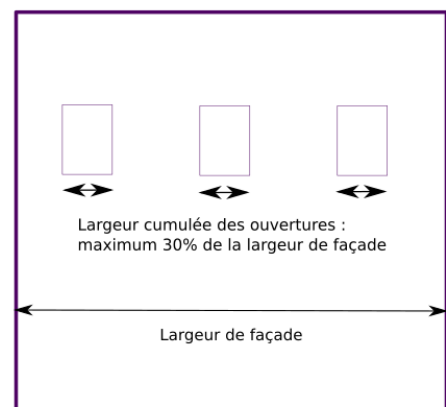 Largeur cumulée des ouvertures :
maximum 30% de la largeur de façade
Largeur de façade